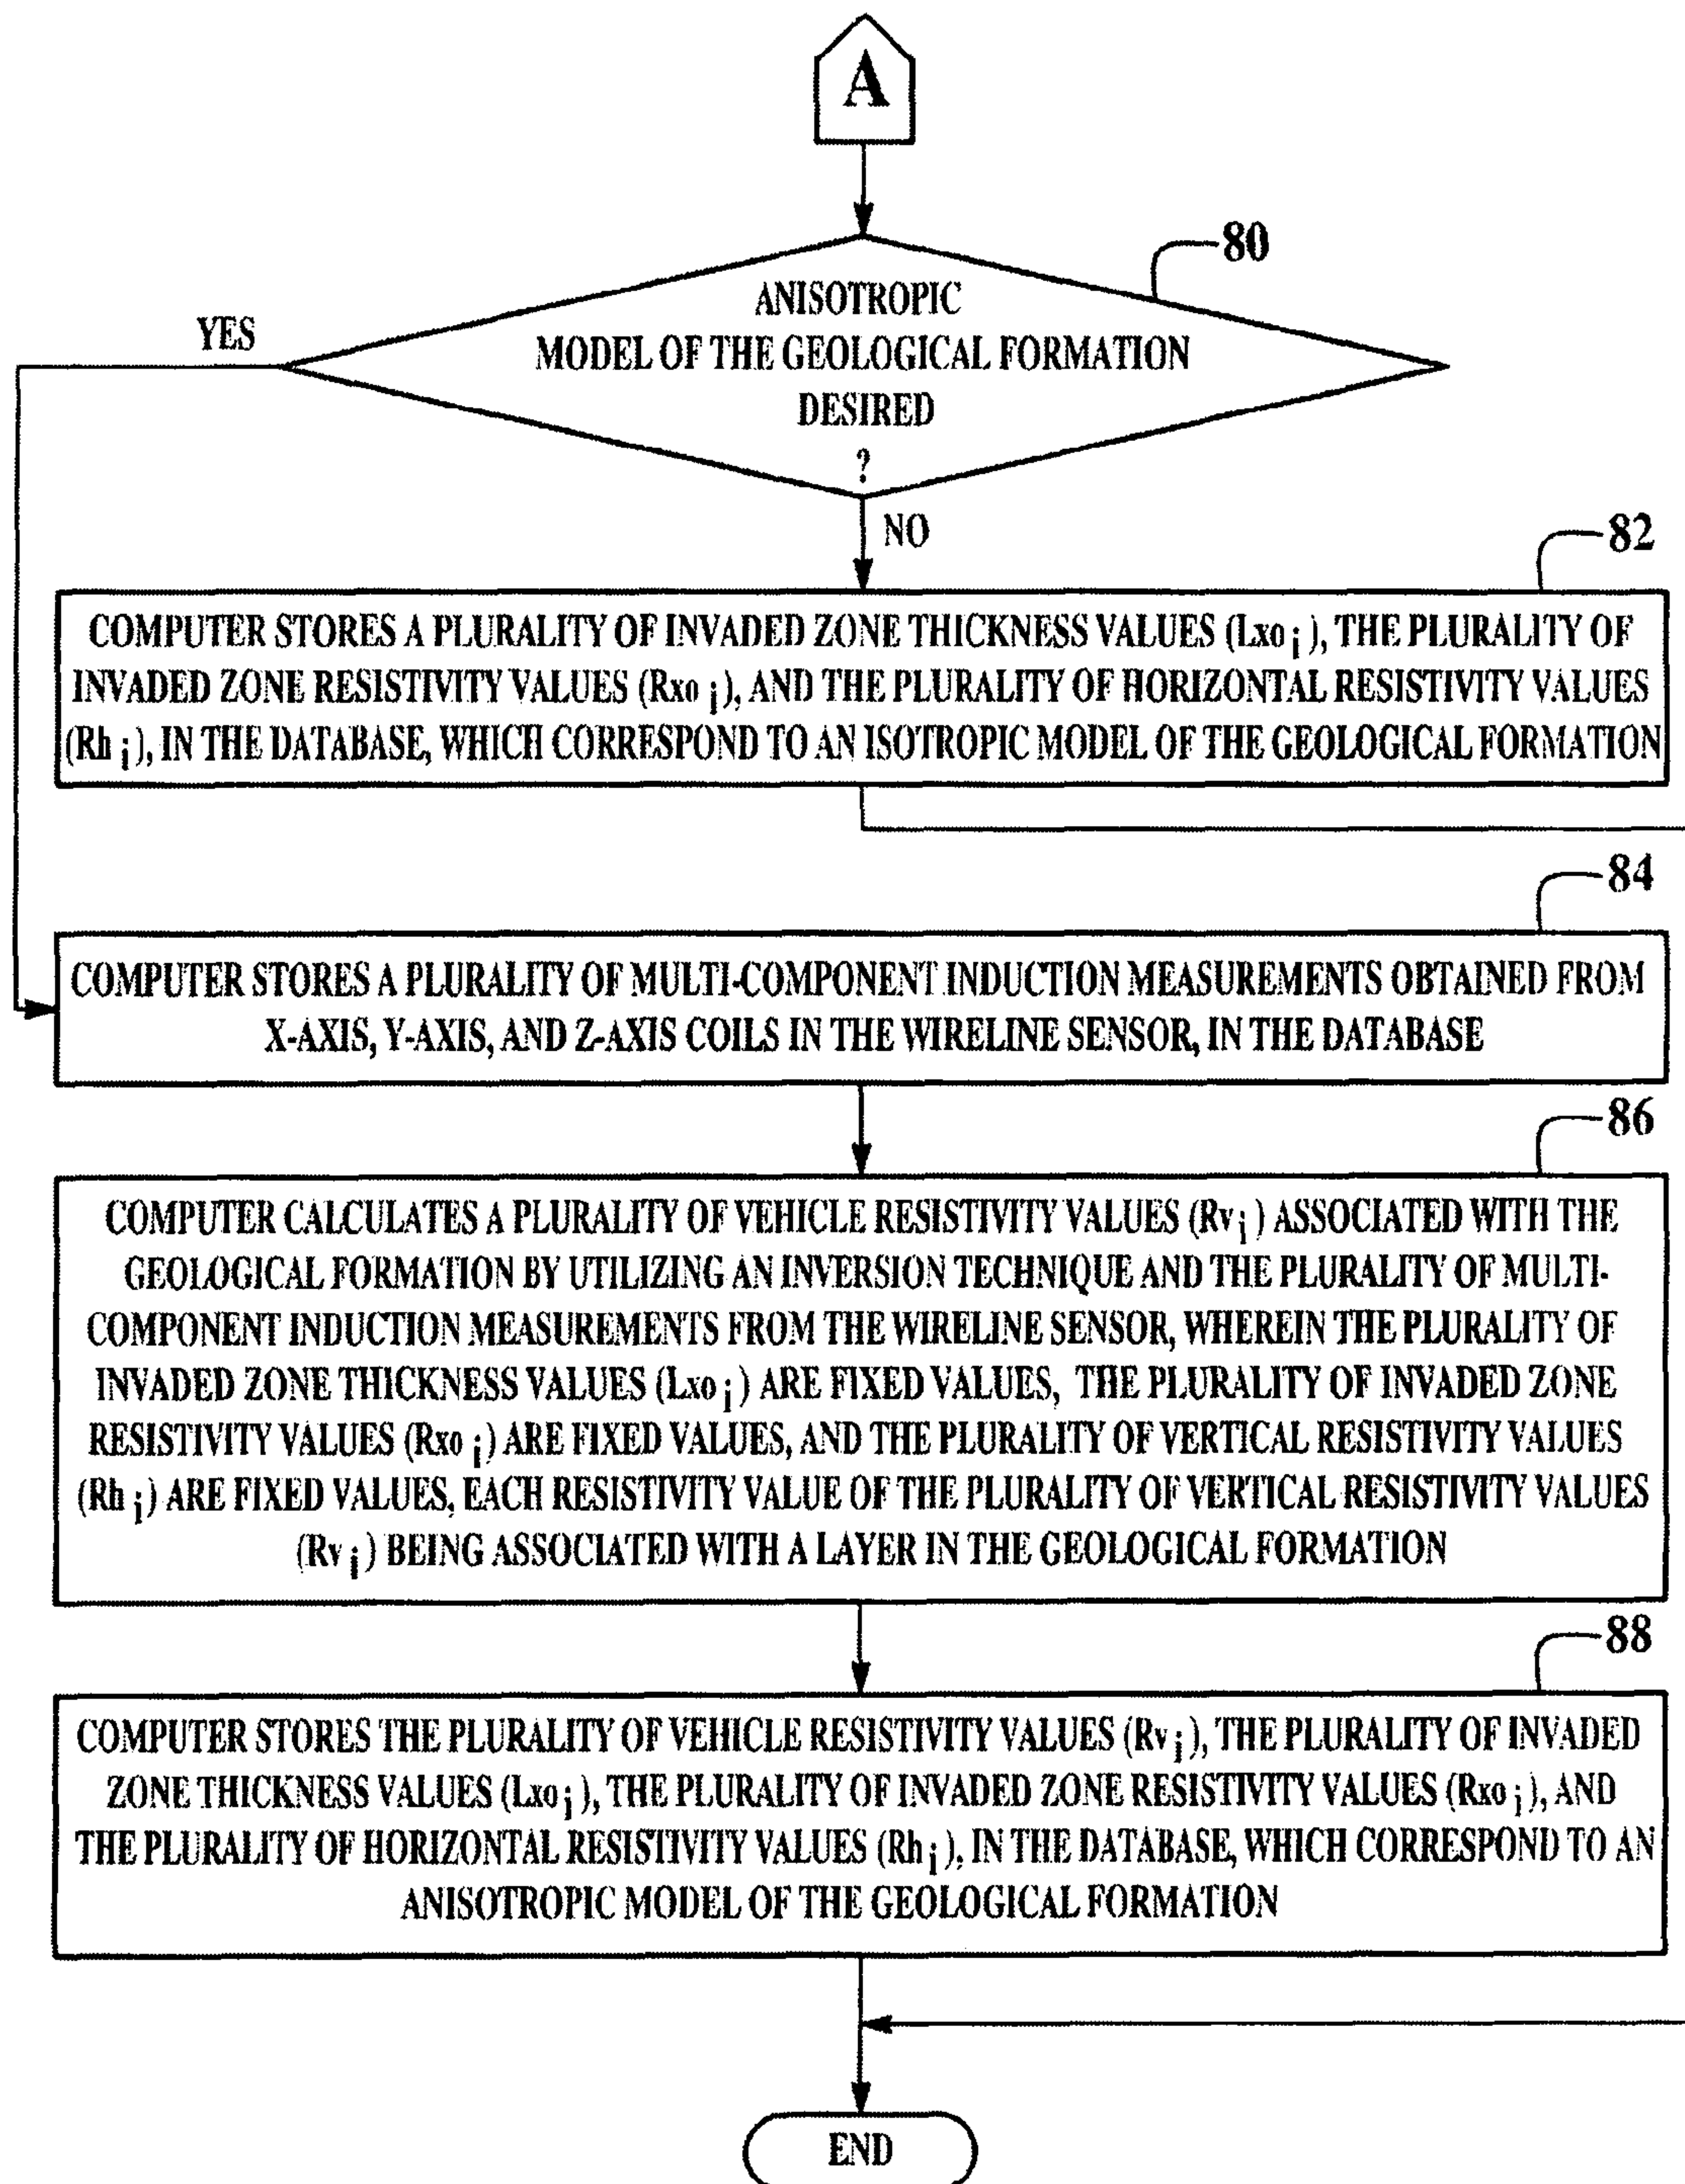 A
80
ANISOTROPIC
MODEL OF THE GEOLOGICAL FORMATION
DESIRED
?
YES
NO
82
COMPUTER STORES A PLURALITY OF INVADED ZONE THICKNESS VALUES (Lxo i), THE PLURALITY OF
INVADED ZONE RESISTIVITY VALUES (Rxo i), AND THE PLURALITY OF HORIZONTAL RESISTIVITY VALUES
(Rh i), IN THE DATABASE, WHICH CORRESPOND TO AN ISOTROPIC MODEL OF THE GEOLOGICAL FORMATION
84
COMPUTER STORES A PLURALITY OF MULTI-COMPONENT INDUCTION MEASUREMENTS OBTAINED FROM
X-AXIS, Y-AXIS, AND Z-AXIS COILS IN THE WIRELINE SENSOR, IN THE DATABASE
86
COMPUTER CALCULATES A PLURALITY OF VEHICLE RESISTIVITY VALUES (Rv i) ASSOCIATED WITH THE
GEOLOGICAL FORMATION BY UTILIZING AN INVERSION TECHNIQUE AND THE PLURALITY OF MULTI-
COMPONENT INDUCTION MEASUREMENTS FROM THE WIRELINE SENSOR, WHEREIN THE PLURALITY OF
INVADED ZONE THICKNESS VALUES (Lxo i) ARE FIXED VALUES, THE PLURALITY OF INVADED ZONE
RESISTIVITY VALUES (Rxo i) ARE FIXED VALUES, AND THE PLURALITY OF VERTICAL RESISTIVITY VALUES
(Rh i) ARE FIXED VALUES, EACH RESISTIVITY VALUE OF THE PLURALITY OF VERTICAL RESISTIVITY VALUES
(Rv i) BEING ASSOCIATED WITH A LAYER IN THE GEOLOGICAL FORMATION
88
COMPUTER STORES THE PLURALITY OF VEHICLE RESISTIVITY VALUES (Rv i), THE PLURALITY OF INVADED
ZONE THICKNESS VALUES (Lxo i), THE PLURALITY OF INVADED ZONE RESISTIVITY VALUES (Rxo i), AND
THE PLURALITY OF HORIZONTAL RESISTIVITY VALUES (Rh i), IN THE DATABASE, WHICH CORRESPOND TO AN
ANISOTROPIC MODEL OF THE GEOLOGICAL FORMATION
END